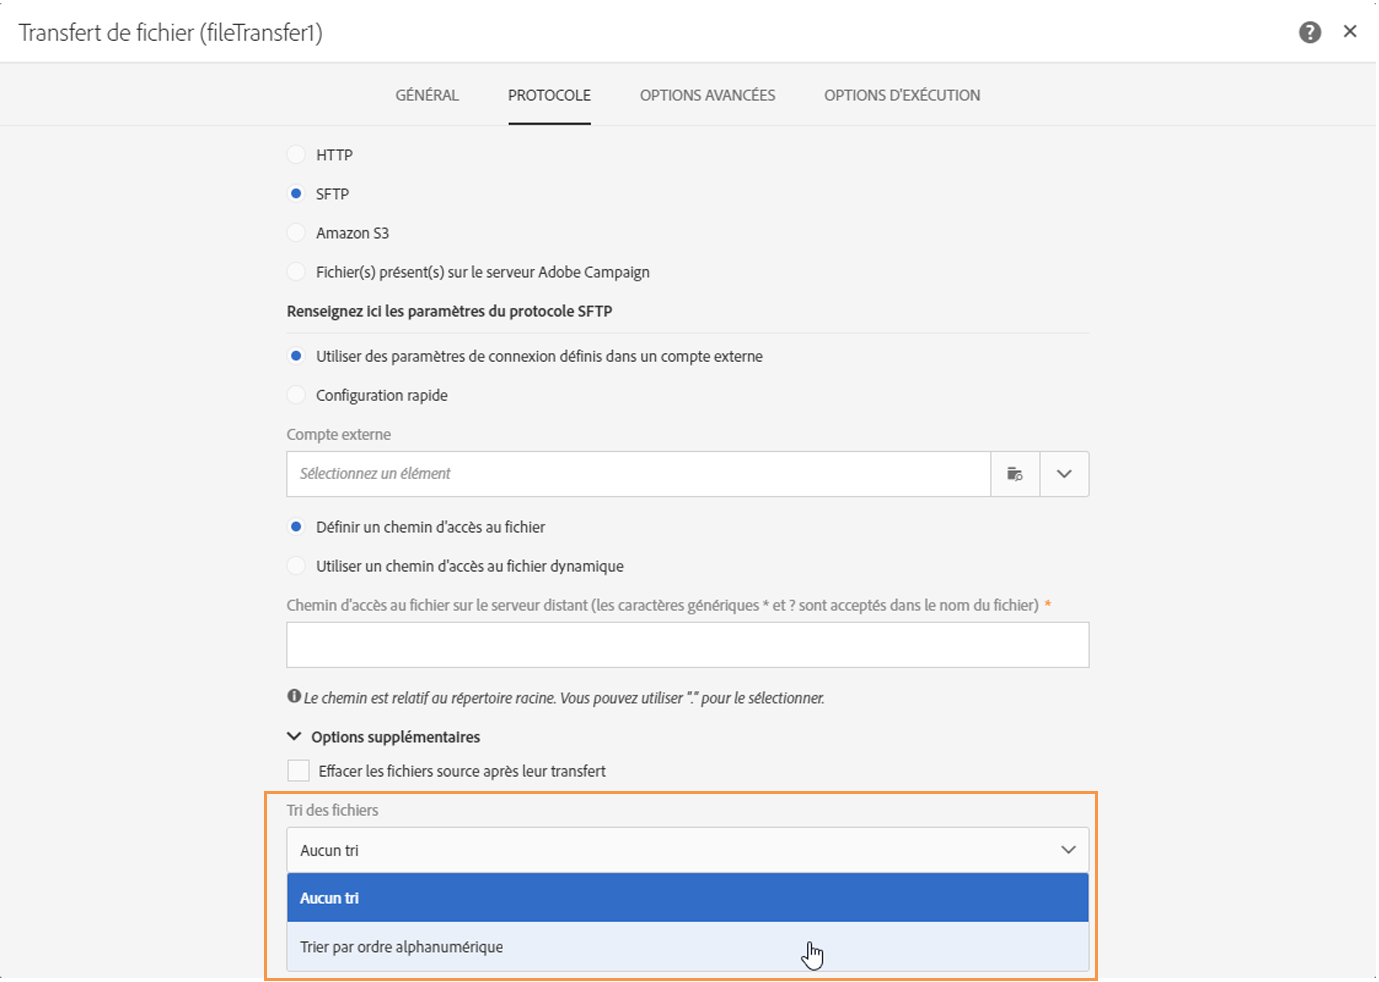 Transfert de fichier (fileTransfer1)
GÉNÉRAL PROTOCOLE OPTIONS AVANCÉES OPTIONS D'EXÉCUTION
HTTP
SFTP
Amazon S3
Fichier(s) présent(s) sur le serveur Adobe Campaign
Renseignez ici les paramètres du protocole SFTP
Utiliser des paramètres de connexion définis dans un compte externe
Configuration rapide
Compte externe
Sélectionnez un élément
Définir un chemin d'accès au fichier
Utiliser un chemin d'accès au fichier dynamique
Chemin d'accès au fichier sur le serveur distant (les caractères génériques * et ? sont acceptés dans le nom du fichier) *
Le chemin est relatif au répertoire racine. Vous pouvez utiliser "." pour le sélectionner.
Options supplémentaires
Effacer les fichiers source après leur transfert
Tri des fichiers
Aucun tri
Aucun tri
Trier par ordre alphanumérique